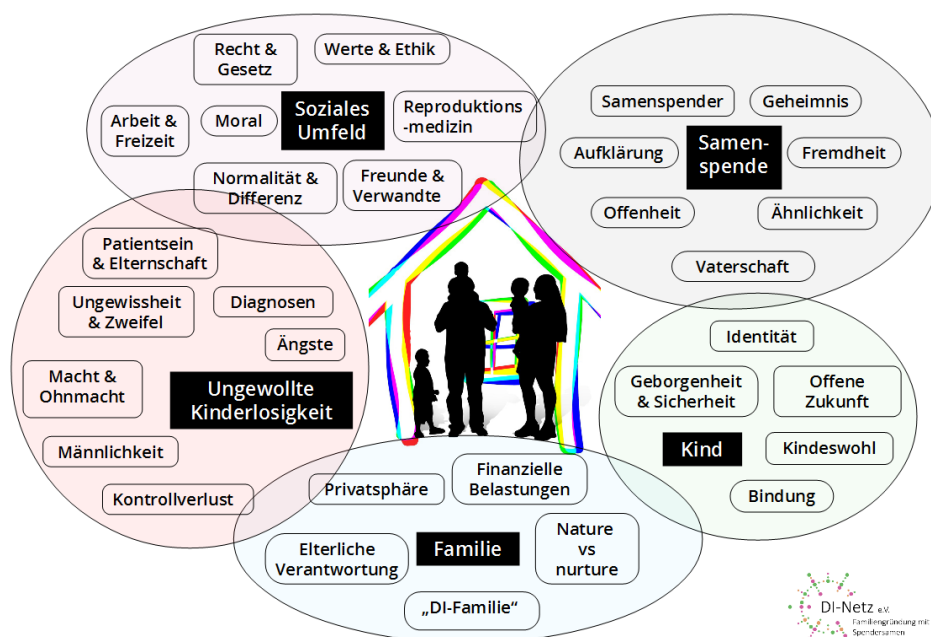 Recht &
Gesetz
Werte & Ethik
Arbeit &
Freizeit
Moral
Soziales
Umfeld
Reproduktions
-medizin
Normalität &
Differenz
Freunde &
Verwandte
Samenspender
Geheimnis
Aufklärung
Samen-
spende
Fremdheit
Offenheit
Ähnlichkeit
Vaterschaft
Patientsein
& Elternschaft
Ungewissheit
& Zweifel
Diagnosen
Ängste
Macht &
Ohnmacht
Ungewollte
Kinderlosigkeit
Männlichkeit
Kontrollverlust
Identität
Geborgenheit
& Sicherheit
Offene
Zukunft
Kind
Kindeswohl
Bindung
Privatsphäre
Finanzielle
Belastungen
Elterliche
Verantwortung
Familie
Nature
vs
nurture
„DI-Familie“
DI-Netz e.V.
Familiengründung mit
Spendersamen